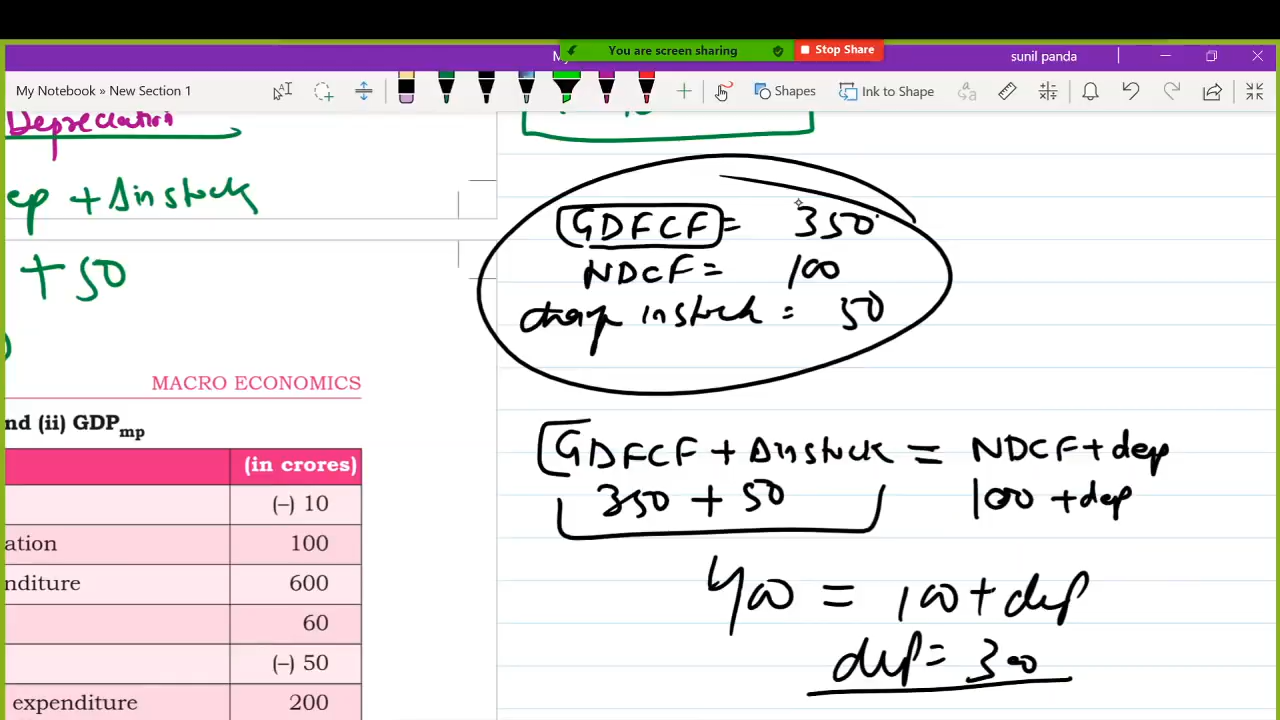 You are screen sharing
Stop Share
sunil panda
My Notebook » New Section 1
Shapes
Ink to Shape
Depreciation
ep + Δ in stock
+ 50
GDFCF = 350
NDCF = 100
change in stock = 50
MACRO ECONOMICS
nd (ii) GDPmp
(in crores)
(–) 10
ation 100
nditure 600
60
(–) 50
expenditure 200
GDFCF + Δ in stock = NDCF + dep
350 + 50 100 + dep
400 = 100 + dep
dep = 300